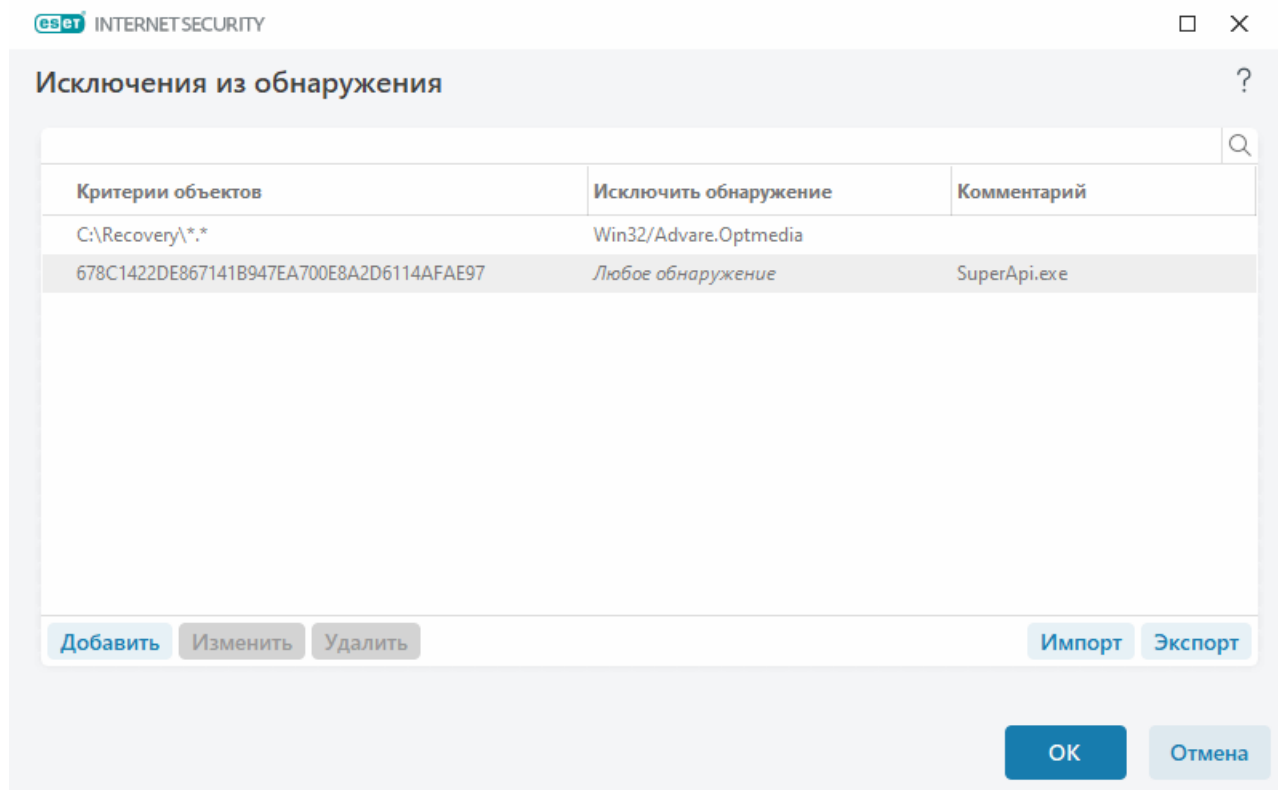 eset INTERNET SECURITY
Исключения из обнаружения ?
Критерии объектов Исключить обнаружение Комментарий
C:\Recovery\*.* Win32/Advare.Optmedia
678C1422DE867141B947EA700E8A2D6114AFAE97 Любое обнаружение SuperApi.exe
Добавить Изменить Удалить Импорт Экспорт
ОК Отмена